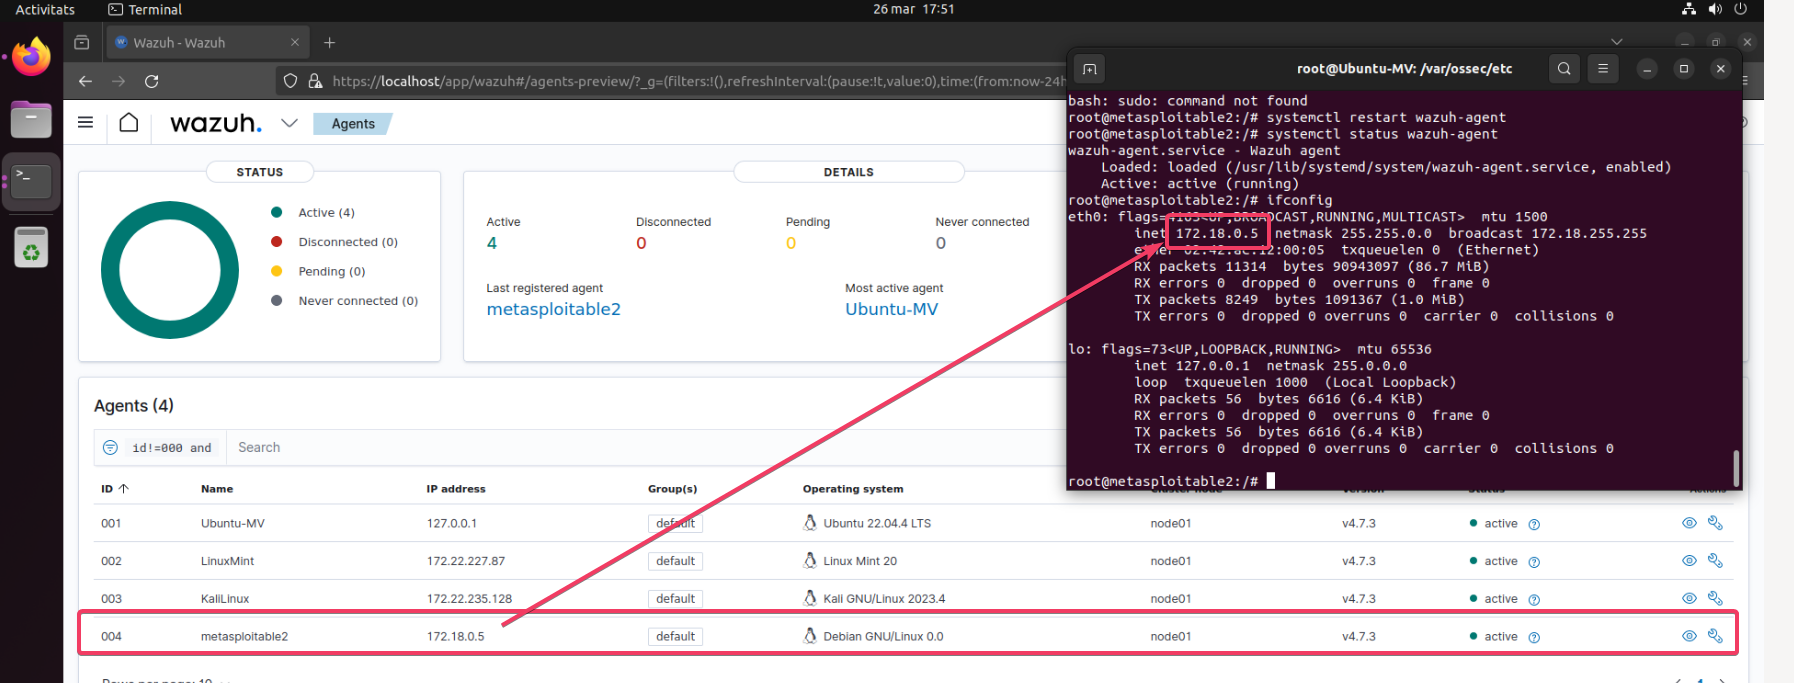 Activitats
Terminal
26 mar 17:51
Wazuh - Wazuh
https://localhost/app/wazuh#/agents-preview/?_g=(filters:!(),refreshInterval:(pause:!t,value:0),time:(from:now-24h
wazuh.
Agents
STATUS
Active (4)
Disconnected (0)
Pending (0)
Never connected (0)
DETAILS
Active
Disconnected
Pending
Never connected
4
0
0
0
Last registered agent
Most active agent
metasploitable2
Ubuntu-MV
root@Ubuntu-MV: /var/ossec/etc
bash: sudo: command not found
root@metasploitable2:/# systemctl restart wazuh-agent
root@metasploitable2:/# systemctl status wazuh-agent
wazuh-agent.service - Wazuh agent
Loaded: loaded (/usr/lib/systemd/system/wazuh-agent.service, enabled)
Active: active (running)
root@metasploitable2:/# ifconfig
eth0: flags=4163<UP,BROADCAST,RUNNING,MULTICAST> mtu 1500
inet 172.18.0.5 netmask 255.255.0.0 broadcast 172.18.255.255
ether 02:42:ac:12:00:05 txqueuelen 0 (Ethernet)
RX packets 11314 bytes 90943097 (86.7 MiB)
RX errors 0 dropped 0 overruns 0 frame 0
TX packets 8249 bytes 1091367 (1.0 MiB)
TX errors 0 dropped 0 overruns 0 carrier 0 collisions 0
lo: flags=73<UP,LOOPBACK,RUNNING> mtu 65536
inet 127.0.0.1 netmask 255.0.0.0
loop txqueuelen 1000 (Local Loopback)
RX packets 56 bytes 6616 (6.4 KiB)
RX errors 0 dropped 0 overruns 0 frame 0
TX packets 56 bytes 6616 (6.4 KiB)
TX errors 0 dropped 0 overruns 0 carrier 0 collisions 0
root@metasploitable2:/#
Agents (4)
id!=000 and
Search
ID Name IP address Group(s) Operating system Cluster node Version Status Actions
001 Ubuntu-MV 127.0.0.1 default Ubuntu 22.04.4 LTS node01 v4.7.3 active
002 LinuxMint 172.22.227.87 default Linux Mint 20 node01 v4.7.3 active
003 KaliLinux 172.22.235.128 default Kali GNU/Linux 2023.4 node01 v4.7.3 active
004 metasploitable2 172.18.0.5 default Debian GNU/Linux 0.0 node01 v4.7.3 active
Rows per page: 10
1